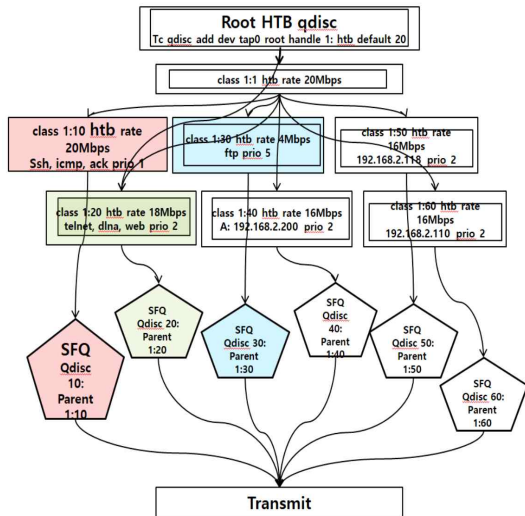 Root HTB qdisc
Tc qdisc add dev tap0 root handle 1: htb default 20
class 1:1 htb rate 20Mbps
class 1:10 htb rate
20Mbps
Ssh, icmp, ack prio 1
class 1:30 htb rate 4Mbps
ftp prio 5
class 1:50 htb rate
16Mbps
192.168.2.118 prio 2
class 1:20 htb rate 18Mbps
telnet, dlna, web prio 2
class 1:40 htb rate 16Mbps
A: 192.168.2.200 prio 2
class 1:60 htb rate
16Mbps
192.168.2.110 prio 2
SFQ
Qdisc
10:
Parent
1:10
SFQ
Qdisc 20:
Parent
1:20
SFQ
Qdisc 30:
Parent
1:30
SFQ
Qdisc
40:
Parent
1:40
SFQ
Qdisc 50:
Parent
1:50
SFQ
Qdisc 60:
Parent
1:60
Transmit